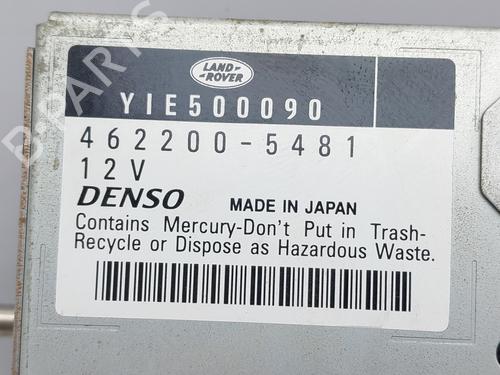 LAND-
-ROVER
YIE500090
462200-5481
12V
DENSO MADE IN JAPAN
Contains Mercury-Don't Put in Trash-
Recycle or Dispose as Hazardous Waste.
B-PARTS